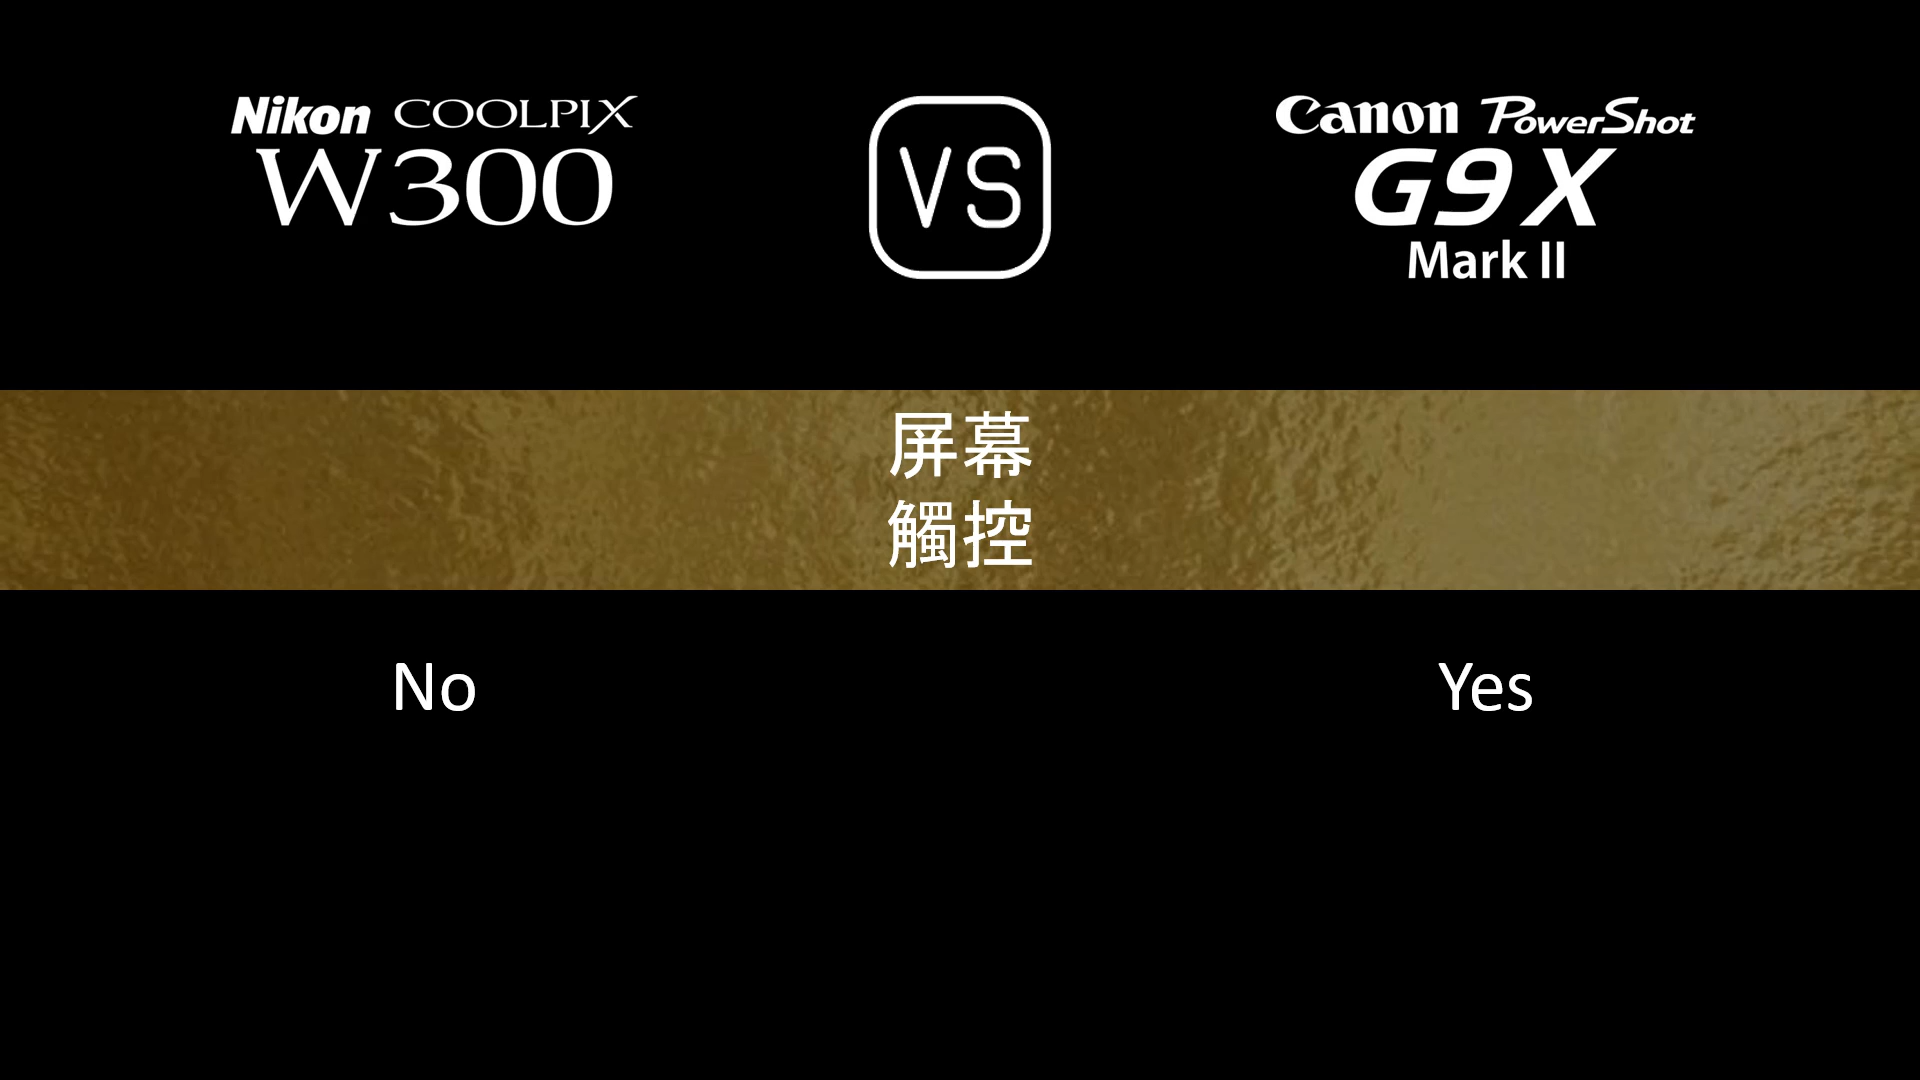 Nikon COOLPIX
W300
VS
Canon PowerShot
G9 X
Mark II
屏幕
觸控
No
Yes